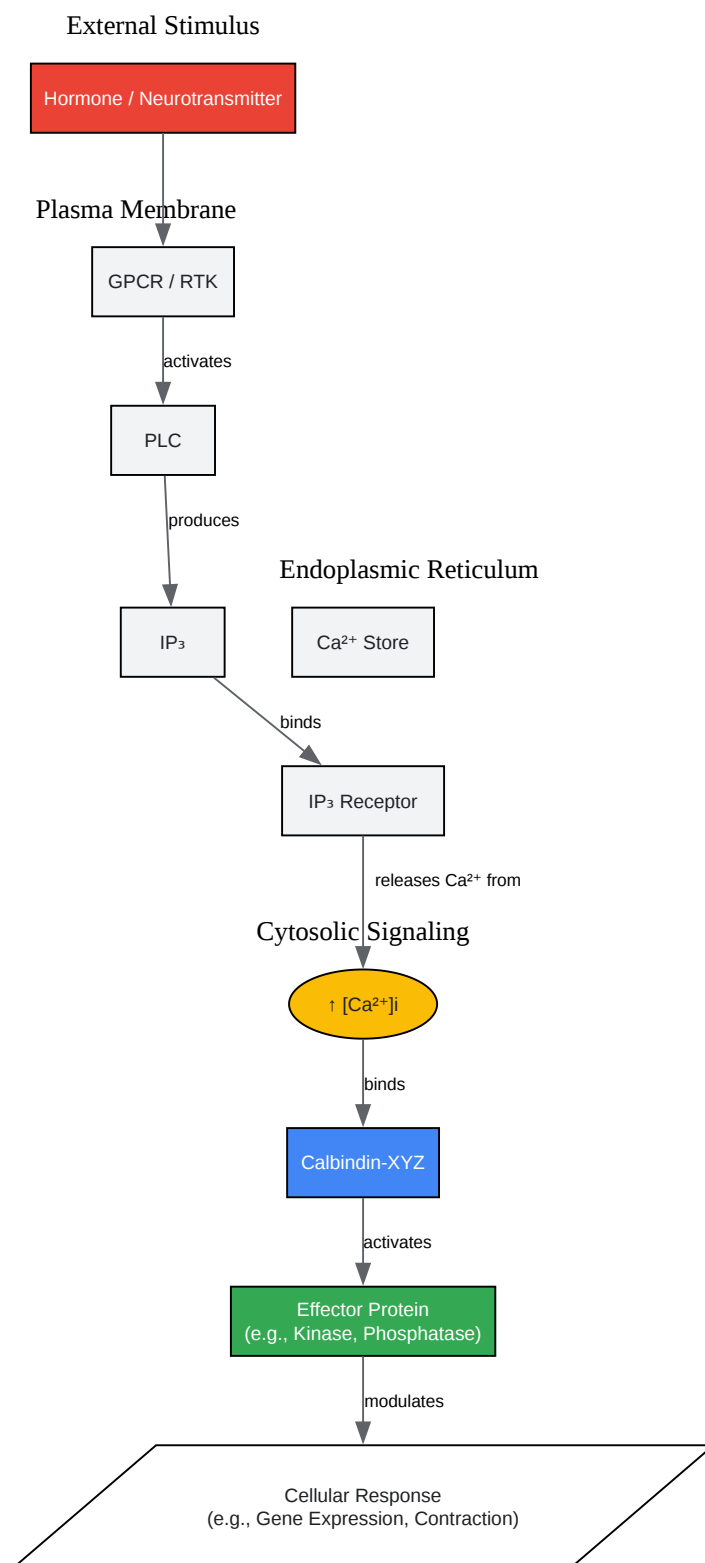 External Stimulus
Hormone / Neurotransmitter
Plasma Membrane
GPCR / RTK
activates
PLC
produces
Endoplasmic Reticulum
IP₃
Ca²⁺ Store
binds
IP₃ Receptor
releases Ca²⁺ from
Cytosolic Signaling
↑ [Ca²⁺]i
binds
Calbindin-XYZ
activates
Effector Protein
(e.g., Kinase, Phosphatase)
modulates
Cellular Response
(e.g., Gene Expression, Contraction)